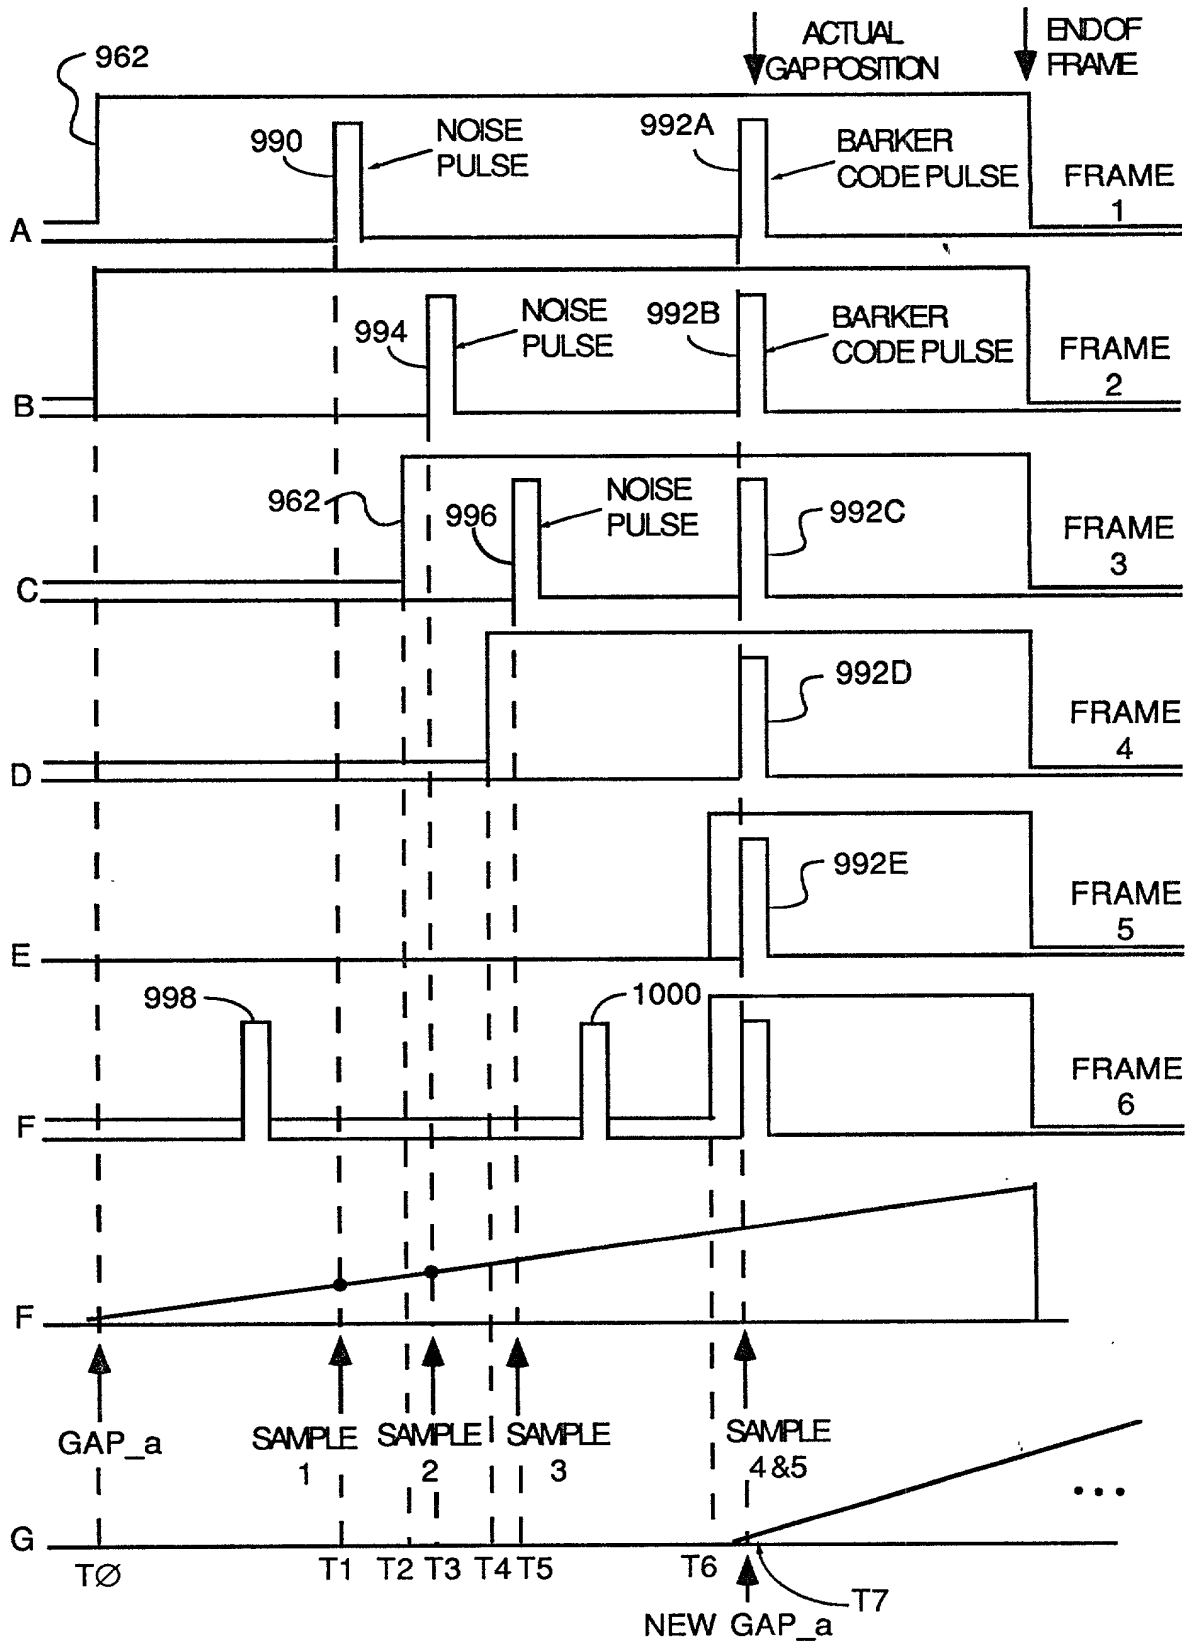 962
ACTUAL
GAP POSITION
END OF
FRAME
990
NOISE
PULSE
992A
BARKER
CODE PULSE
FRAME
1
A
994
NOISE
PULSE
992B
BARKER
CODE PULSE
FRAME
2
B
962
996
NOISE
PULSE
992C
FRAME
3
C
992D
FRAME
4
D
992E
FRAME
5
E
998
1000
FRAME
6
F
F
GAP_a
SAMPLE
1
SAMPLE
2
SAMPLE
3
SAMPLE
4&5
...
G
TØ
T1
T2
T3
T4
T5
T6
T7
NEW GAP_a